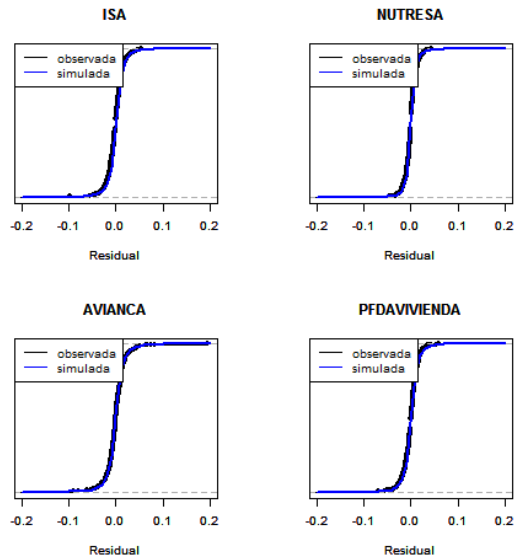 ISA
observada
simulada
-0.2 -0.1 0.0 0.1 0.2
Residual
NUTRESA
observada
simulada
-0.2 -0.1 0.0 0.1 0.2
Residual
AVIANCA
observada
simulada
-0.2 -0.1 0.0 0.1 0.2
Residual
PFDAVIVIENDA
observada
simulada
-0.2 -0.1 0.0 0.1 0.2
Residual